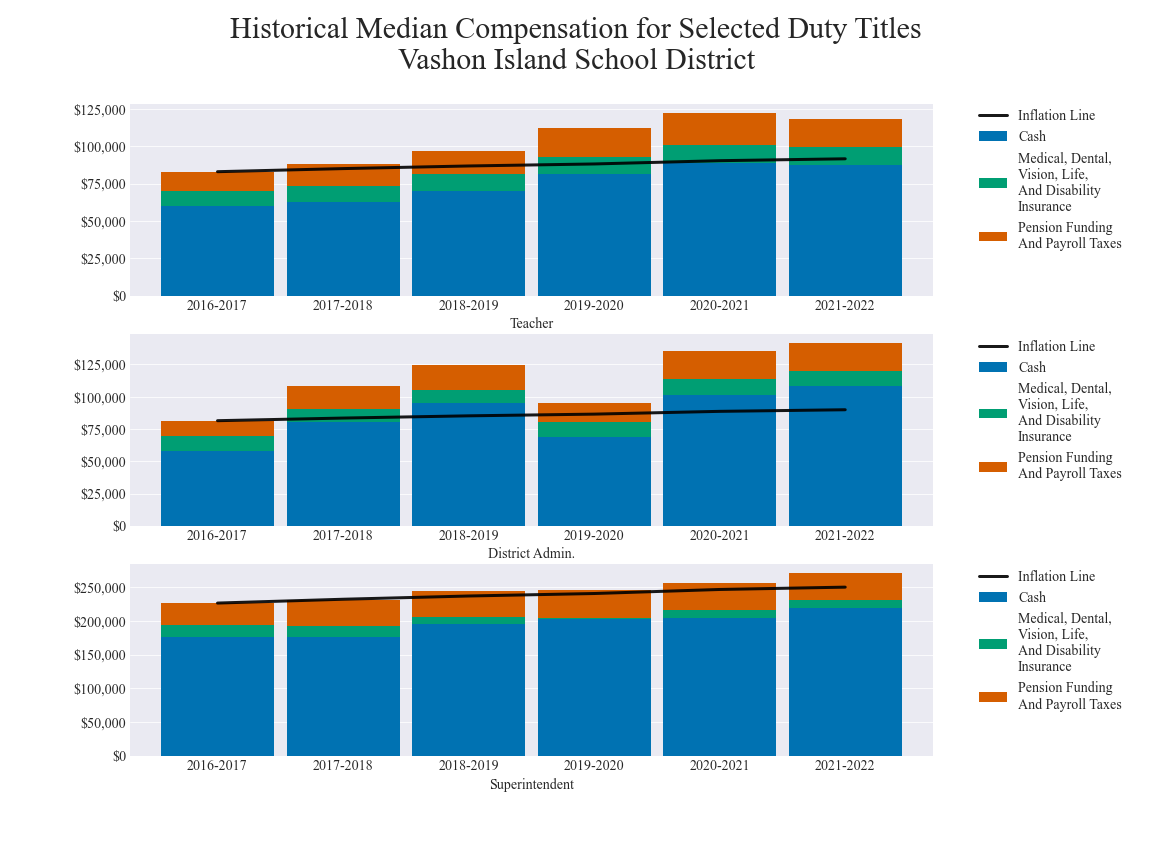 Historical Median Compensation for Selected Duty Titles
Vashon Island School District
$125,000
$100,000
$75,000
$50,000
$25,000
$0
2016-2017 2017-2018 2018-2019 2019-2020 2020-2021 2021-2022
Teacher
Inflation Line
Cash
Medical, Dental,
Vision, Life,
And Disability
Insurance
Pension Funding
And Payroll Taxes
$125,000
$100,000
$75,000
$50,000
$25,000
$0
2016-2017 2017-2018 2018-2019 2019-2020 2020-2021 2021-2022
District Admin.
Inflation Line
Cash
Medical, Dental,
Vision, Life,
And Disability
Insurance
Pension Funding
And Payroll Taxes
$250,000
$200,000
$150,000
$100,000
$50,000
$0
2016-2017 2017-2018 2018-2019 2019-2020 2020-2021 2021-2022
Superintendent
Inflation Line
Cash
Medical, Dental,
Vision, Life,
And Disability
Insurance
Pension Funding
And Payroll Taxes